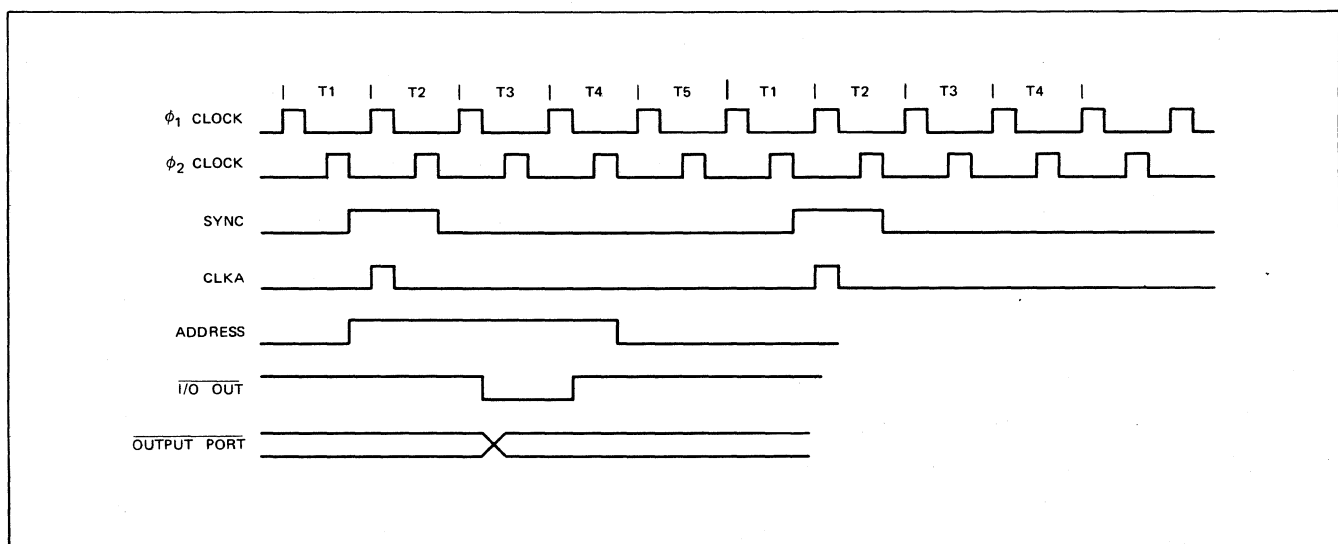 | T1 | T2 | T3 | T4 | T5 | T1 | T2 | T3 | T4 |
ϕ1 CLOCK
ϕ2 CLOCK
SYNC
CLKA
ADDRESS
I/O OUT
OUTPUT PORT